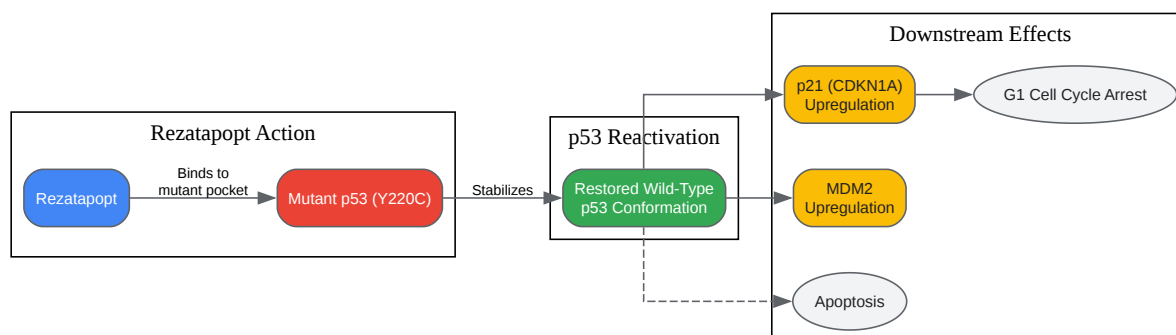 Rezatapopt Action
Rezatapopt
Binds to
mutant pocket
Mutant p53 (Y220C)
Stabilizes
p53 Reactivation
Restored Wild-Type
p53 Conformation
Downstream Effects
p21 (CDKN1A)
Upregulation
G1 Cell Cycle Arrest
MDM2
Upregulation
Apoptosis